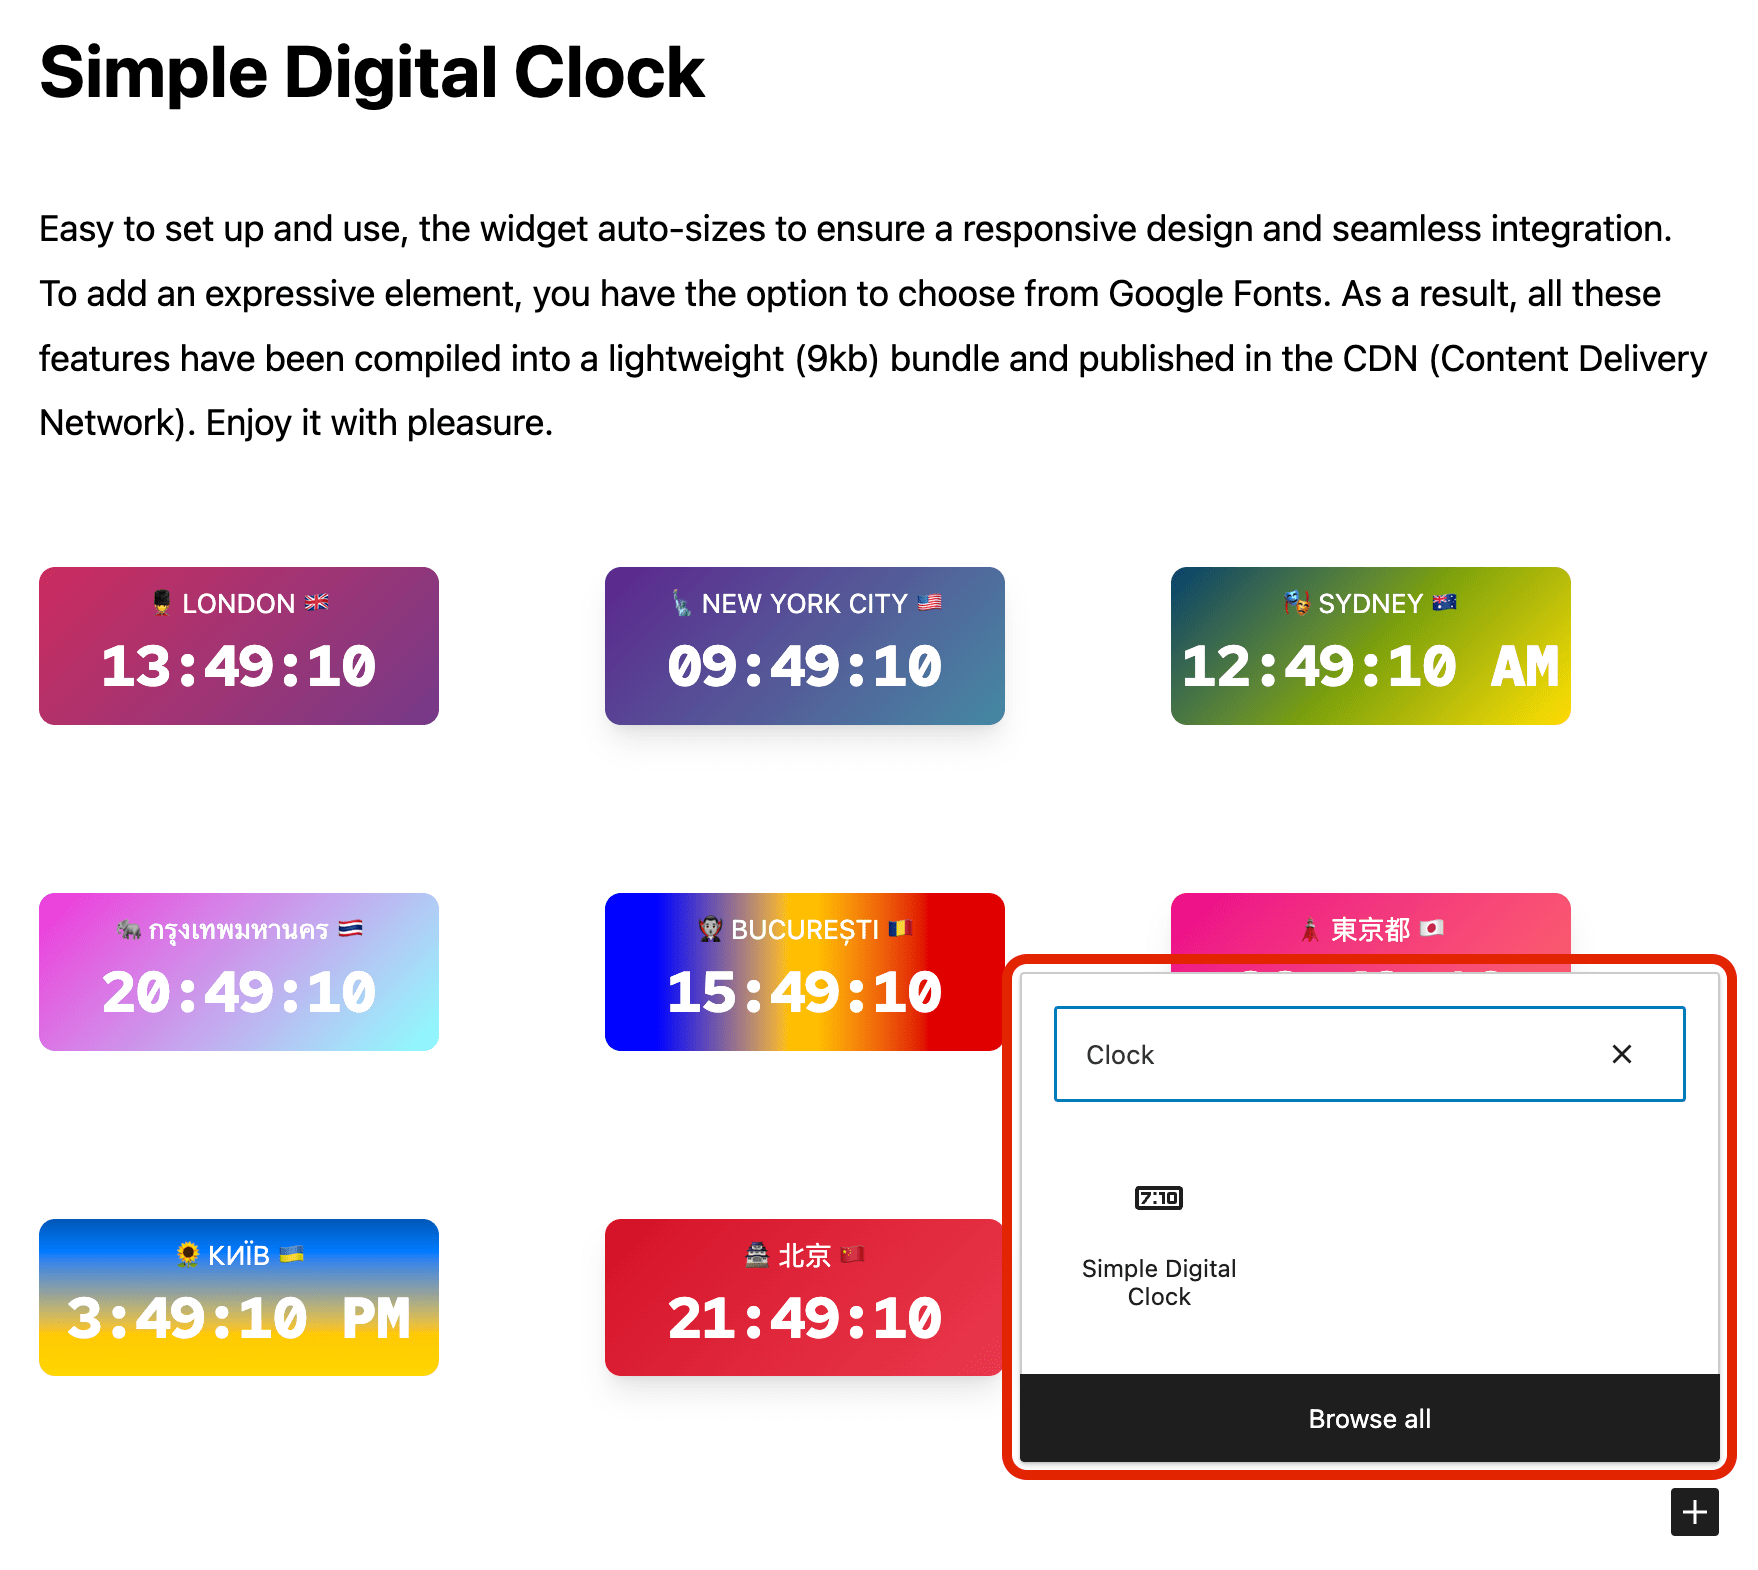 Simple Digital Clock
Easy to set up and use, the widget auto-sizes to ensure a responsive design and seamless integration.
To add an expressive element, you have the option to choose from Google Fonts. As a result, all these
features have been compiled into a lightweight (9kb) bundle and published in the CDN (Content Delivery
Network). Enjoy it with pleasure.
💂 LONDON 🇬🇧
13:49:10
🗽 NEW YORK CITY 🇺🇸
09:49:10
🎭 SYDNEY 🇦🇺
12:49:10 AM
🐃 กรุงเทพมหานคร 🇹🇭
20:49:10
🧛 BUCUREȘTI 🇷🇴
15:49:10
🗼 東京都 🇯🇵
🌻 КИЇВ 🇺🇦
3:49:10 PM
🏯 北京 🇨🇳
21:49:10
Clock
7:10
Simple Digital
Clock
Browse all